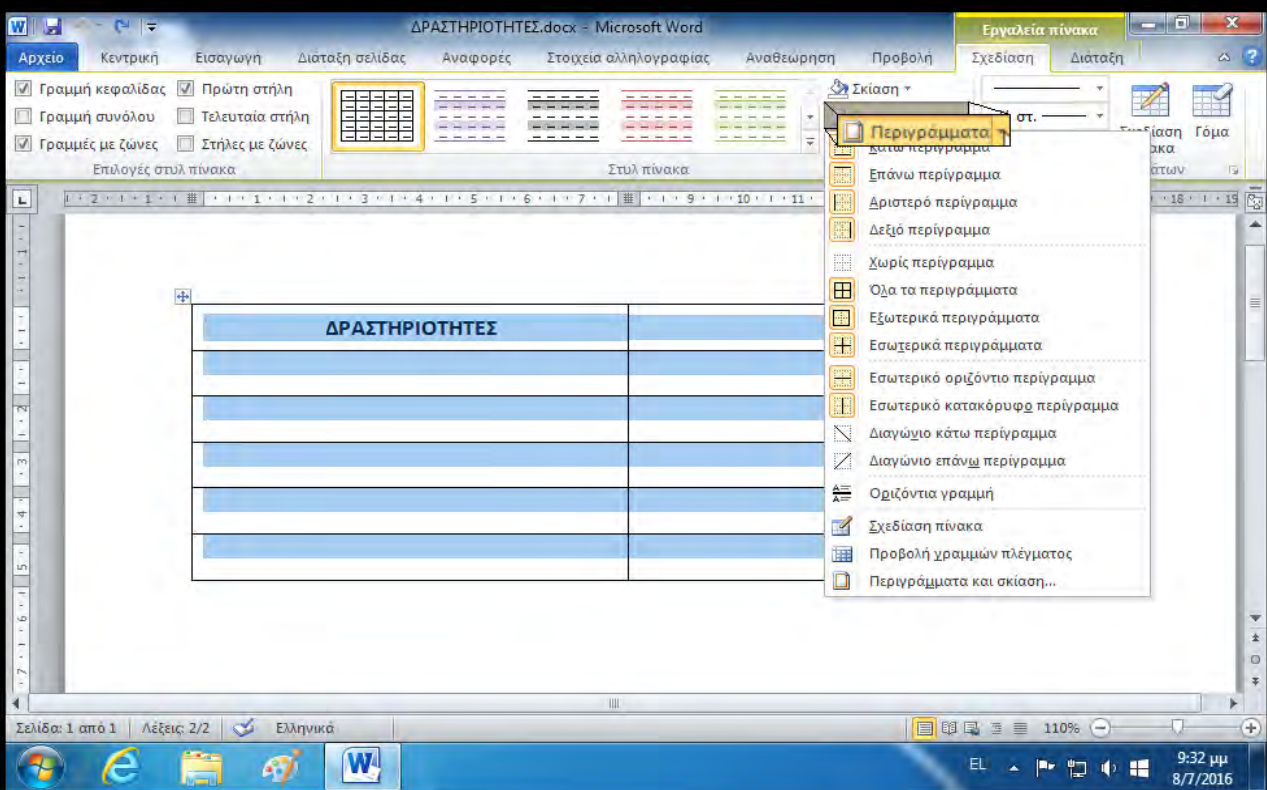 ΔΡΑΣΤΗΡΙΟΤΗΤΕΣ.docx - Microsoft Word
Εργαλεία πίνακα
Αρχείο Κεντρική Εισαγωγή Διάταξη σελίδας Αναφορές Στοιχεία αλληλογραφίας Αναθεώρηση Προβολή Σχεδίαση Διάταξη
Γραμμή κεφαλίδας Πρώτη στήλη
Γραμμή συνόλου Τελευταία στήλη
Γραμμές με ζώνες Στήλες με ζώνες
Επιλογές στυλ πίνακα
Στυλ πίνακα
Σκίαση
στ.
Γόμα
Περιγράμματα
Κάτω περίγραμμα
Επάνω περίγραμμα
Αριστερό περίγραμμα
Δεξιό περίγραμμα
Χωρίς περίγραμμα
Όλα τα περιγράμματα
Εξωτερικά περιγράμματα
Εσωτερικά περιγράμματα
Εσωτερικό οριζόντιο περίγραμμα
Εσωτερικό κατακόρυφο περίγραμμα
Διαγώνιο κάτω περίγραμμα
Διαγώνιο επάνω περίγραμμα
Οριζόντια γραμμή
Σχεδίαση πίνακα
Προβολή γραμμών πλέγματος
Περιγράμματα και σκίαση...
ΔΡΑΣΤΗΡΙΟΤΗΤΕΣ
Σελίδα: 1 από 1 Λέξεις: 2/2 Ελληνικά 110%
EL 9:32 μμ
8/7/2016